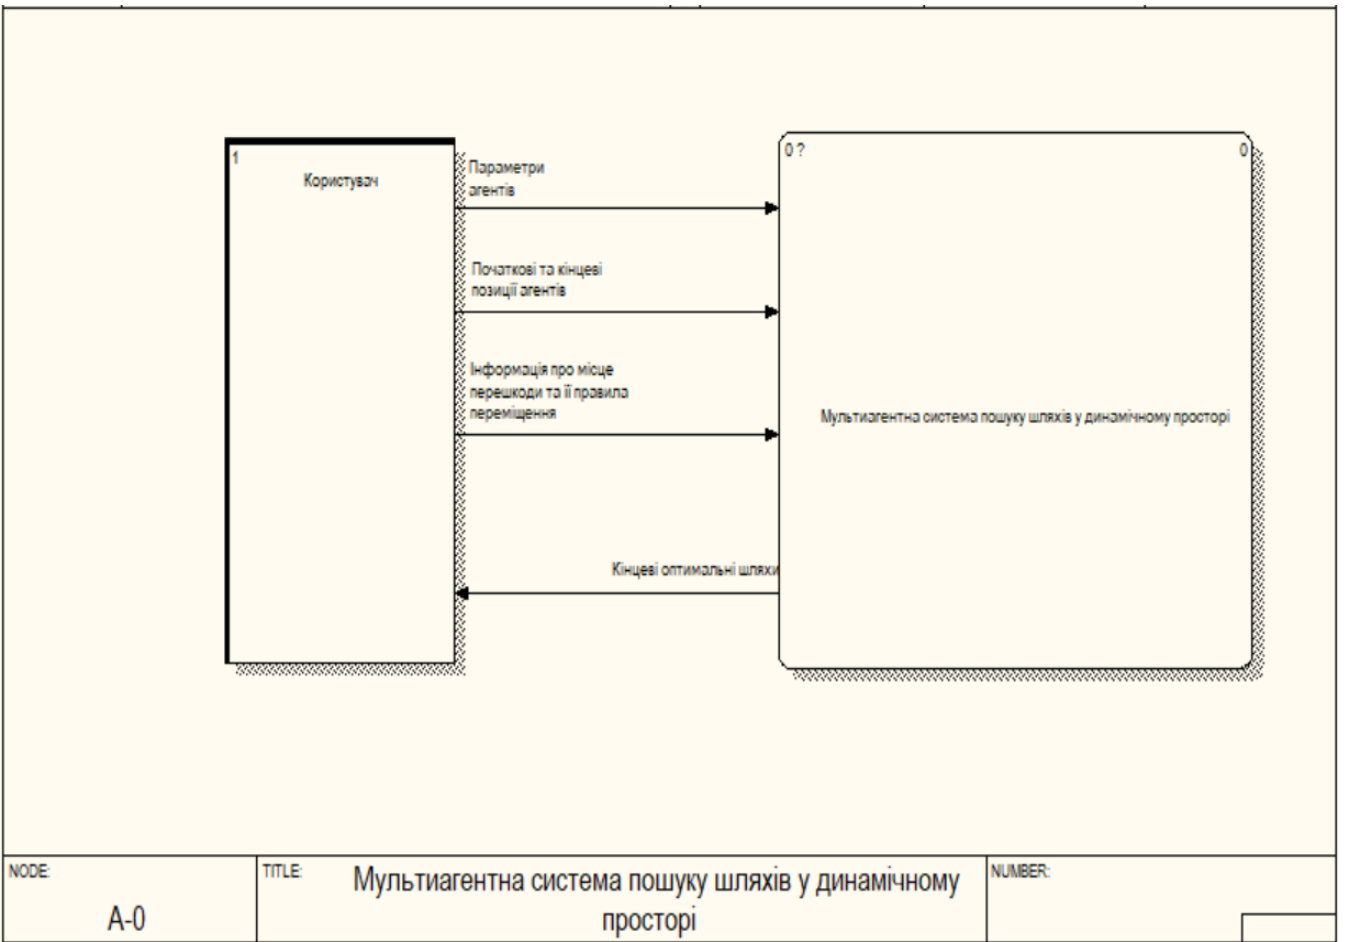 1
Користувач
Параметри
агентів
Початкові та кінцеві
позиції агентів
Інформація про місце
перешкоди та її правила
переміщення
Кінцеві оптимальні шляхи
0 ?
0
Мультиагентна система пошуку шляхів у динамічному просторі
NODE:
A-0
TITLE:
Мультиагентна система пошуку шляхів у динамічному
просторі
NUMBER: